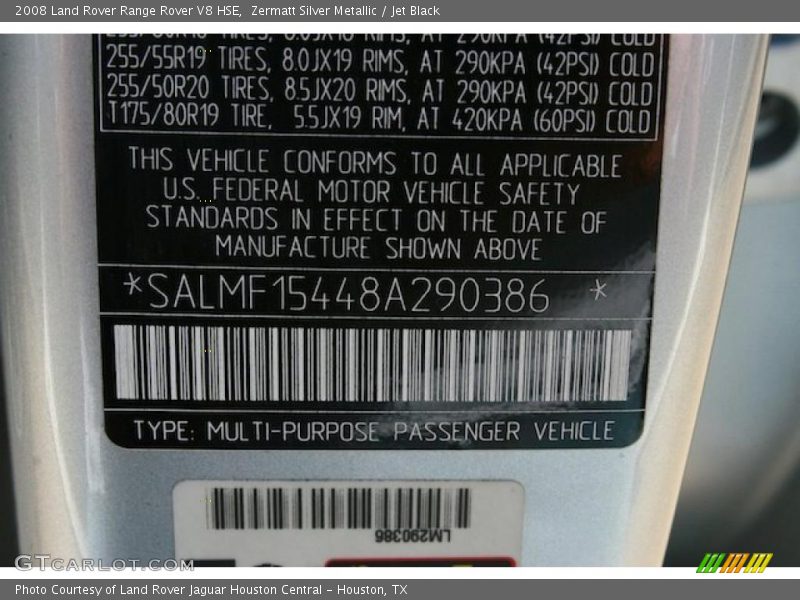 2008 Land Rover Range Rover V8 HSE,  Zermatt Silver Metallic / Jet Black
255/55R19 TIRES, 8.0JX19 RIMS, AT 290KPA (42PSI) COLD
255/50R20 TIRES, 8.5JX20 RIMS, AT 290KPA (42PSI) COLD
T175/80R19 TIRE, 5.5JX19 RIM, AT 420KPA (60PSI) COLD
THIS VEHICLE CONFORMS TO ALL APPLICABLE
U.S. FEDERAL MOTOR VEHICLE SAFETY
STANDARDS IN EFFECT ON THE DATE OF
MANUFACTURE SHOWN ABOVE
*SALMF15448A290386 *
TYPE: MULTI-PURPOSE PASSENGER VEHICLE
LM290386
GTCarLot.com
Photo Courtesy of Land Rover Jaguar Houston Central – Houston, TX